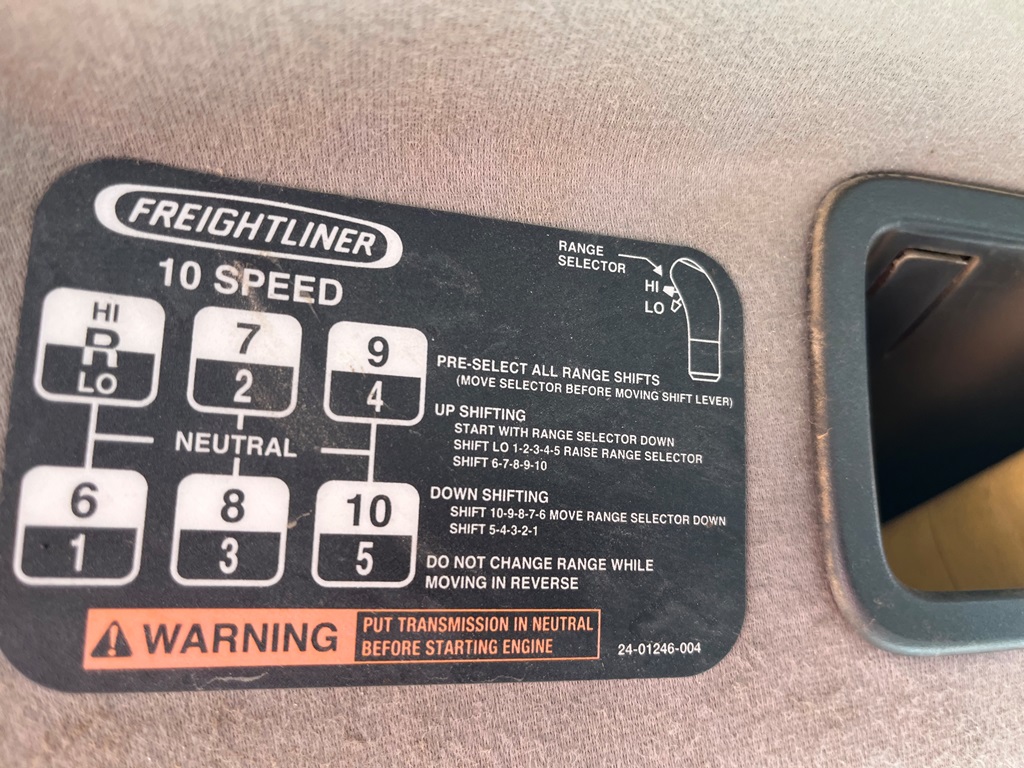 FREIGHTLINER
10 SPEED
HI
R
LO
7
2
9
4
NEUTRAL
6
1
8
3
10
5
RANGE
SELECTOR
HI
LO
PRE-SELECT ALL RANGE SHIFTS
(MOVE SELECTOR BEFORE MOVING SHIFT LEVER)
UP SHIFTING
START WITH RANGE SELECTOR DOWN
SHIFT LO 1-2-3-4-5 RAISE RANGE SELECTOR
SHIFT 6-7-8-9-10
DOWN SHIFTING
SHIFT 10-9-8-7-6 MOVE RANGE SELECTOR DOWN
SHIFT 5-4-3-2-1
DO NOT CHANGE RANGE WHILE
MOVING IN REVERSE
WARNING
PUT TRANSMISSION IN NEUTRAL
BEFORE STARTING ENGINE
24-01246-004